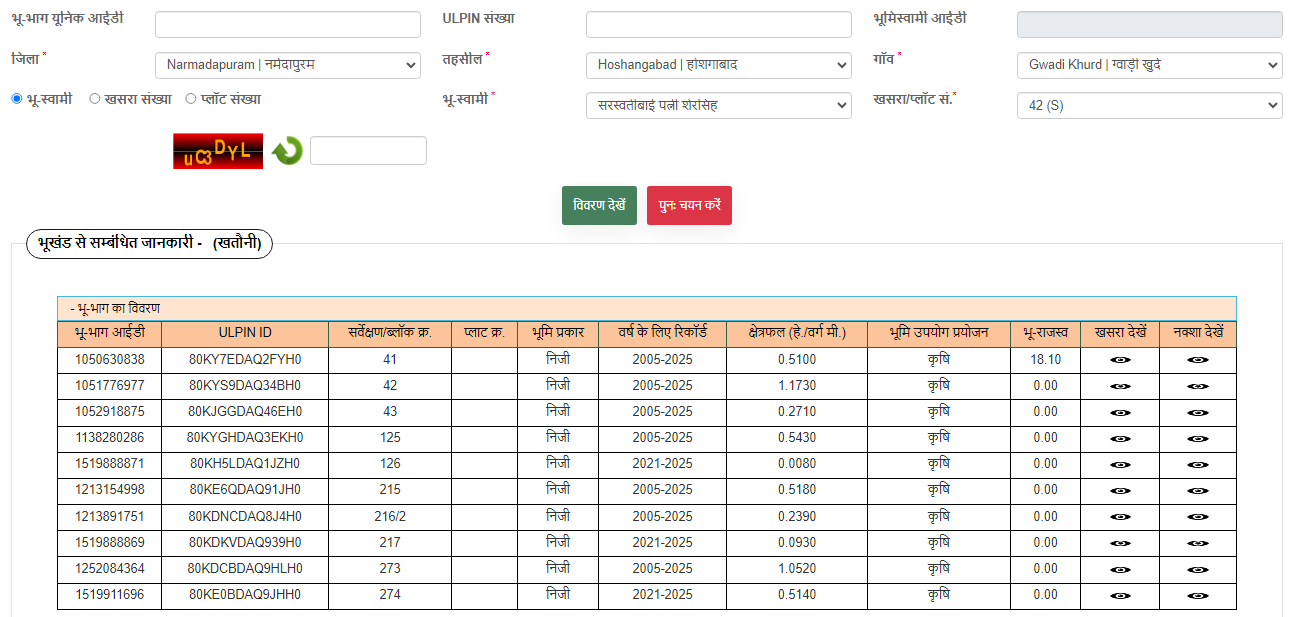 भू-भाग यूनिक आईडी ULPIN संख्या भूमिस्वामी आईडी
जिला * Narmadapuram | नर्मदापुरम तहसील * Hoshangabad | होशंगाबाद गाँव * Gwadi Khurd | ग्वाड़ी खुर्द
भू-स्वामी खसरा संख्या प्लॉट संख्या भू-स्वामी * सरस्वतीबाई पत्नी शेरसिंह खसरा/प्लॉट सं.* 42 (S)
विवरण देखें पुनः चयन करें
भूखंड से सम्बंधित जानकारी - (खतौनी)
- भू-भाग का विवरण
भू-भाग आईडी ULPIN ID सर्वेक्षण/ब्लॉक क्र. प्लाट क्र. भूमि प्रकार वर्ष के लिए रिकॉर्ड क्षेत्रफल (हे./वर्ग मी.) भूमि उपयोग प्रयोजन भू-राजस्व खसरा देखें नक्शा देखें
1050630838 80KY7EDAQ2FYH0 41 निजी 2005-2025 0.5100 कृषि 18.10
1051776977 80KYS9DAQ34BH0 42 निजी 2005-2025 1.1730 कृषि 0.00
1052918875 80KJGGDAQ46EH0 43 निजी 2005-2025 0.2710 कृषि 0.00
1138280286 80KYGHDAQ3EKH0 125 निजी 2005-2025 0.5430 कृषि 0.00
1519888871 80KH5LDAQ1JZH0 126 निजी 2021-2025 0.0080 कृषि 0.00
1213154998 80KE6QDAQ91JH0 215 निजी 2005-2025 0.5180 कृषि 0.00
1213891751 80KDNCDAQ8J4H0 216/2 निजी 2005-2025 0.2390 कृषि 0.00
1519888869 80KDKVDAQ939H0 217 निजी 2021-2025 0.0930 कृषि 0.00
1252084364 80KDCBDAQ9HLH0 273 निजी 2005-2025 1.0520 कृषि 0.00
1519911696 80KE0BDAQ9JHH0 274 निजी 2021-2025 0.5140 कृषि 0.00